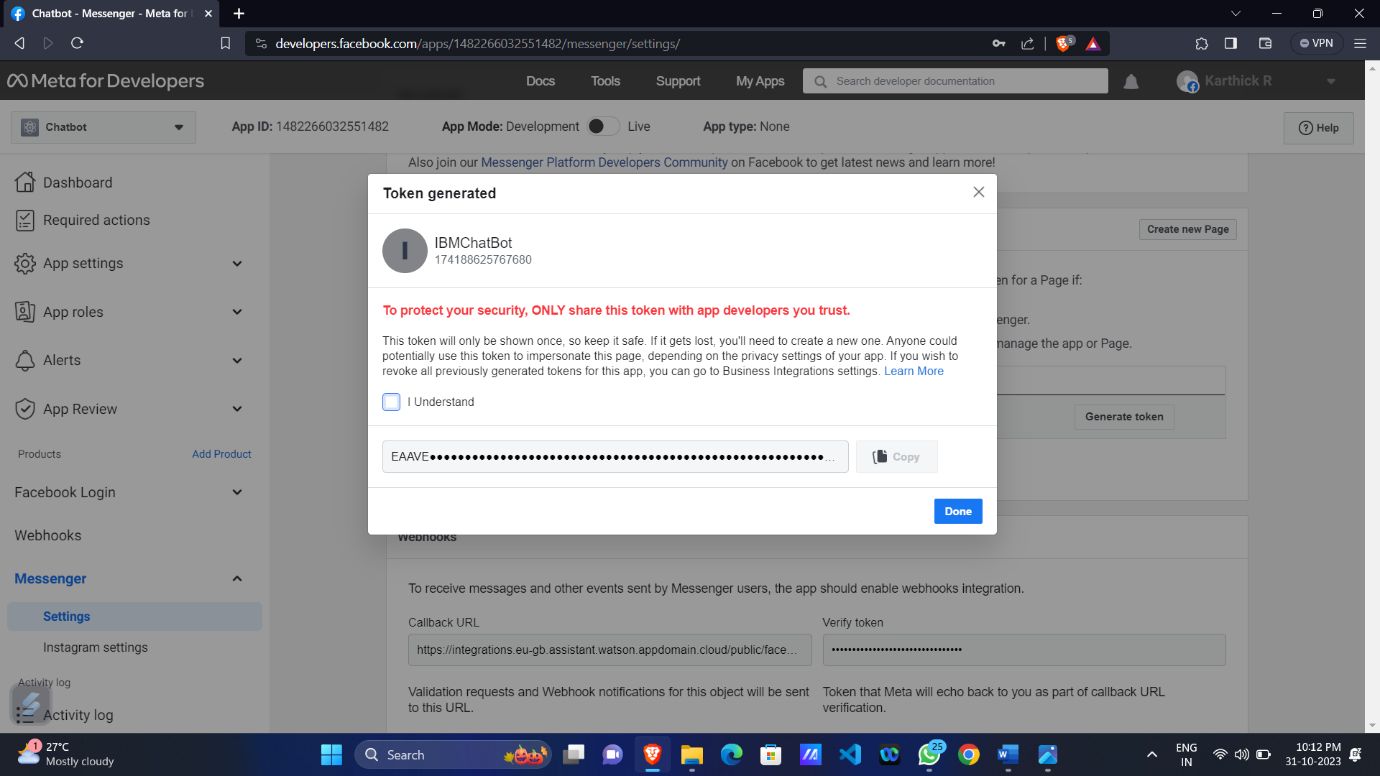 Chatbot - Messenger - Meta for
developers.facebook.com/apps/1482266032551482/messenger/settings/
5
VPN
Meta for Developers
Docs
Tools
Support
My Apps
Search developer documentation
Karthick R
Chatbot
App ID: 1482266032551482
App Mode: Development
Live
App type: None
Help
Dashboard
Required actions
App settings
App roles
Alerts
App Review
Products
Add Product
Facebook Login
Webhooks
Messenger
Settings
Instagram settings
Activity log
Activity log
Also join our Messenger Platform Developers Community on Facebook to get latest news and learn more!
Create new Page
en for a Page if:
enger.
manage the app or Page.
Generate token
Token generated
I
IBMChatBot
174188625767680
To protect your security, ONLY share this token with app developers you trust.
This token will only be shown once, so keep it safe. If it gets lost, you'll need to create a new one. Anyone could
potentially use this token to impersonate this page, depending on the privacy settings of your app. If you wish to
revoke all previously generated tokens for this app, you can go to Business Integrations settings. Learn More
I Understand
EAAVE••••••••••••••••••••••••••••••••••••••••••••••••••••••••...
Copy
Done
Webhooks
To receive messages and other events sent by Messenger users, the app should enable webhooks integration.
Callback URL
Verify token
https://integrations.eu-gb.assistant.watson.appdomain.cloud/public/face...
••••••••••••••••••••••••••••••••
Validation requests and Webhook notifications for this object will be sent
to this URL.
Token that Meta will echo back to you as part of callback URL
verification.
1
27°C
Mostly cloudy
Search
25
ENG
IN
10:12 PM
31-10-2023